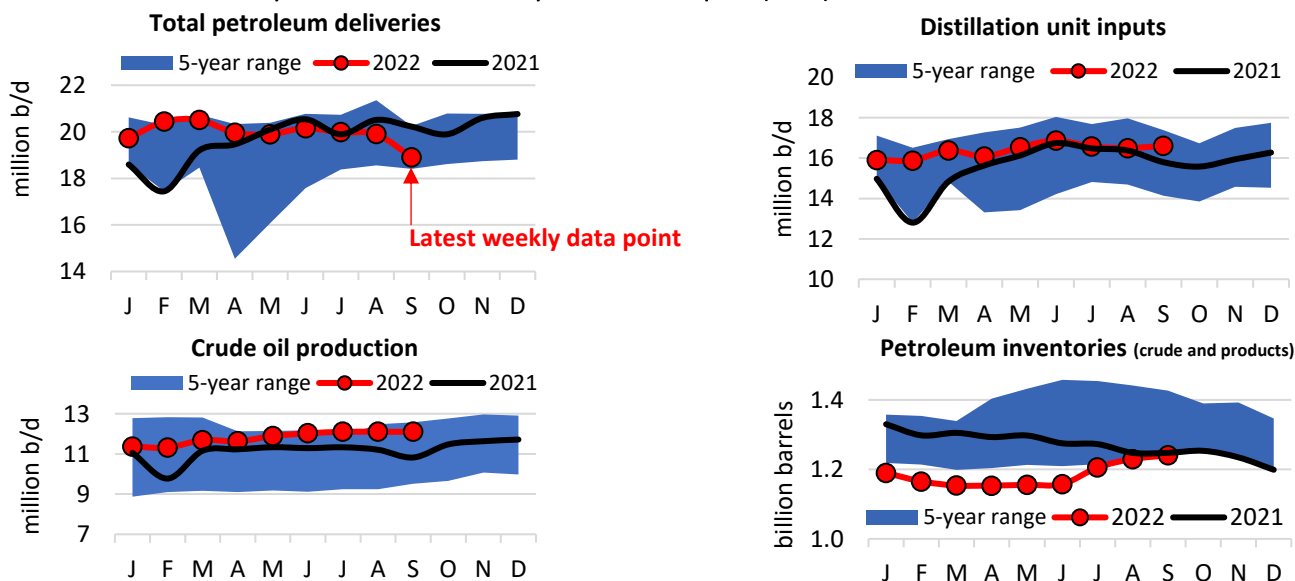 Total petroleum deliveries
5-year range 2022 2021
million b/d
22
20
18
16
14
Latest weekly data point
J F M A M J J A S O N D
Distillation unit inputs
5-year range 2022 2021
million b/d
20
18
16
14
12
10
J F M A M J J A S O N D
Crude oil production
5-year range 2022 2021
million b/d
13
11
9
7
J F M A M J J A S O N D
Petroleum inventories (crude and products)
billion barrels
1.4
1.2
1.0
5-year range 2022 2021
J F M A M J J A S O N D